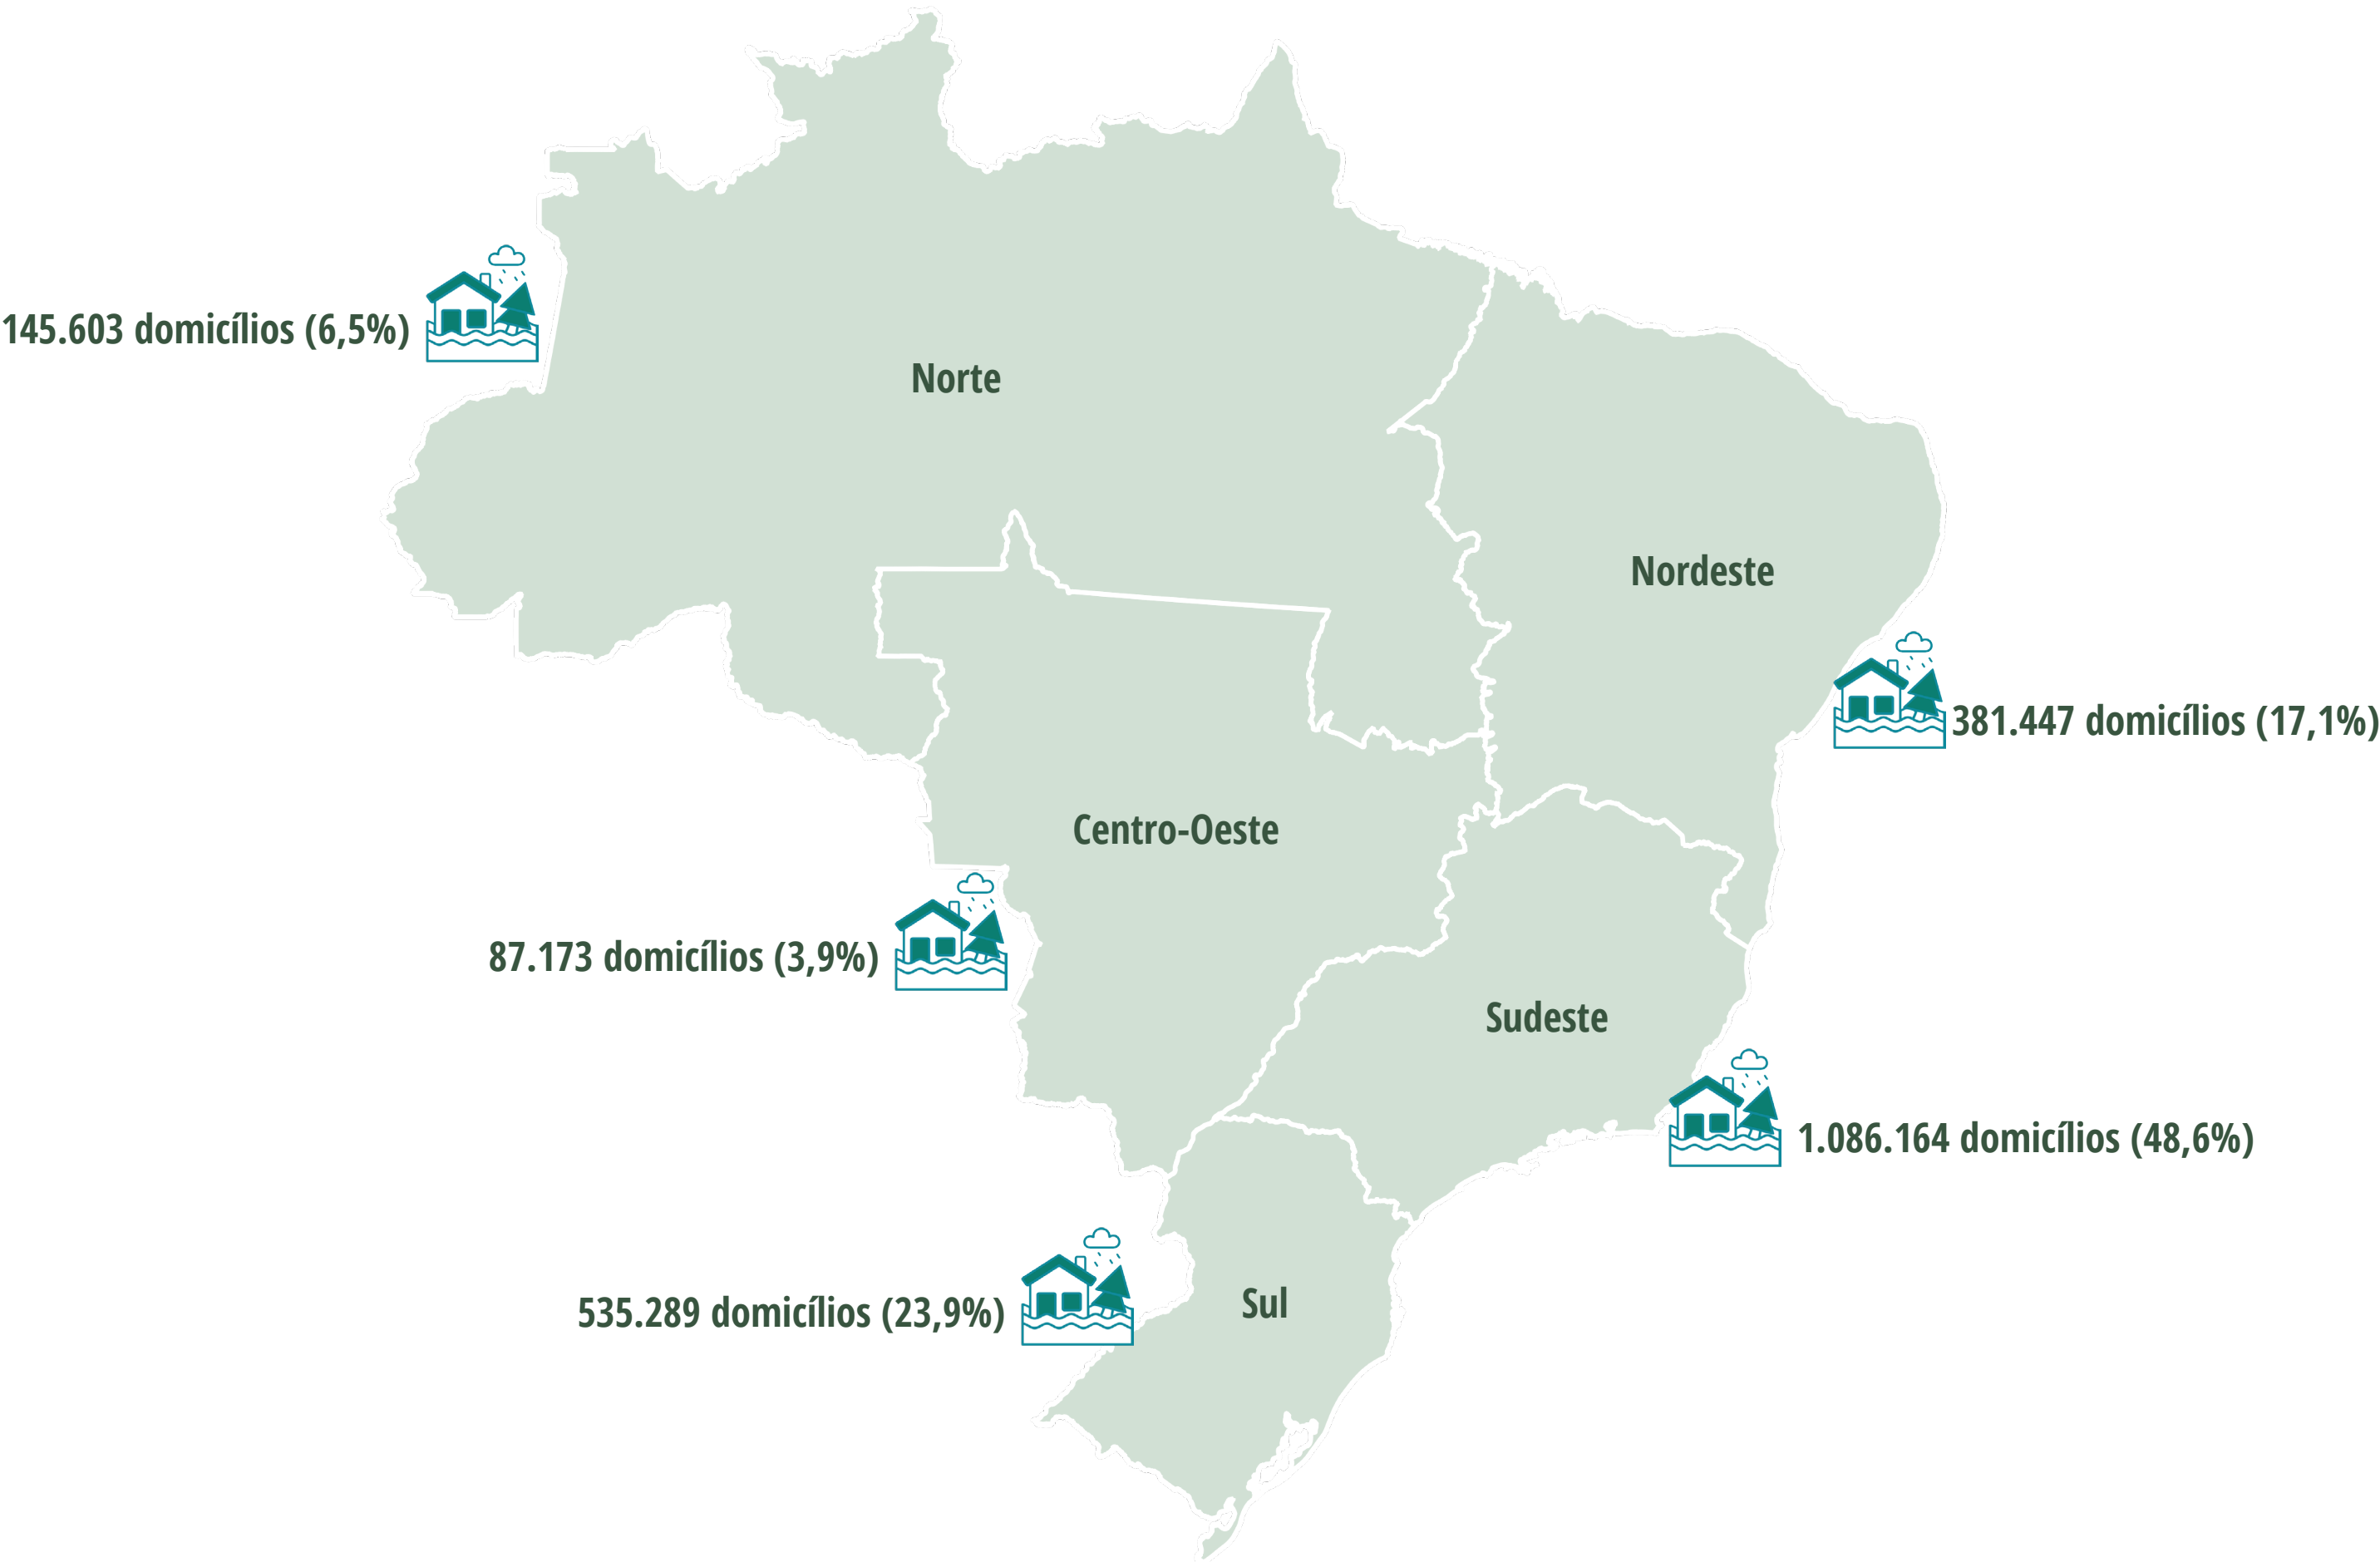 145.603 domicílios (6,5%)
Norte
Nordeste
381.447 domicílios (17,1%)
Centro-Oeste
87.173 domicílios (3,9%)
Sudeste
1.086.164 domicílios (48,6%)
535.289 domicílios (23,9%)
Sul